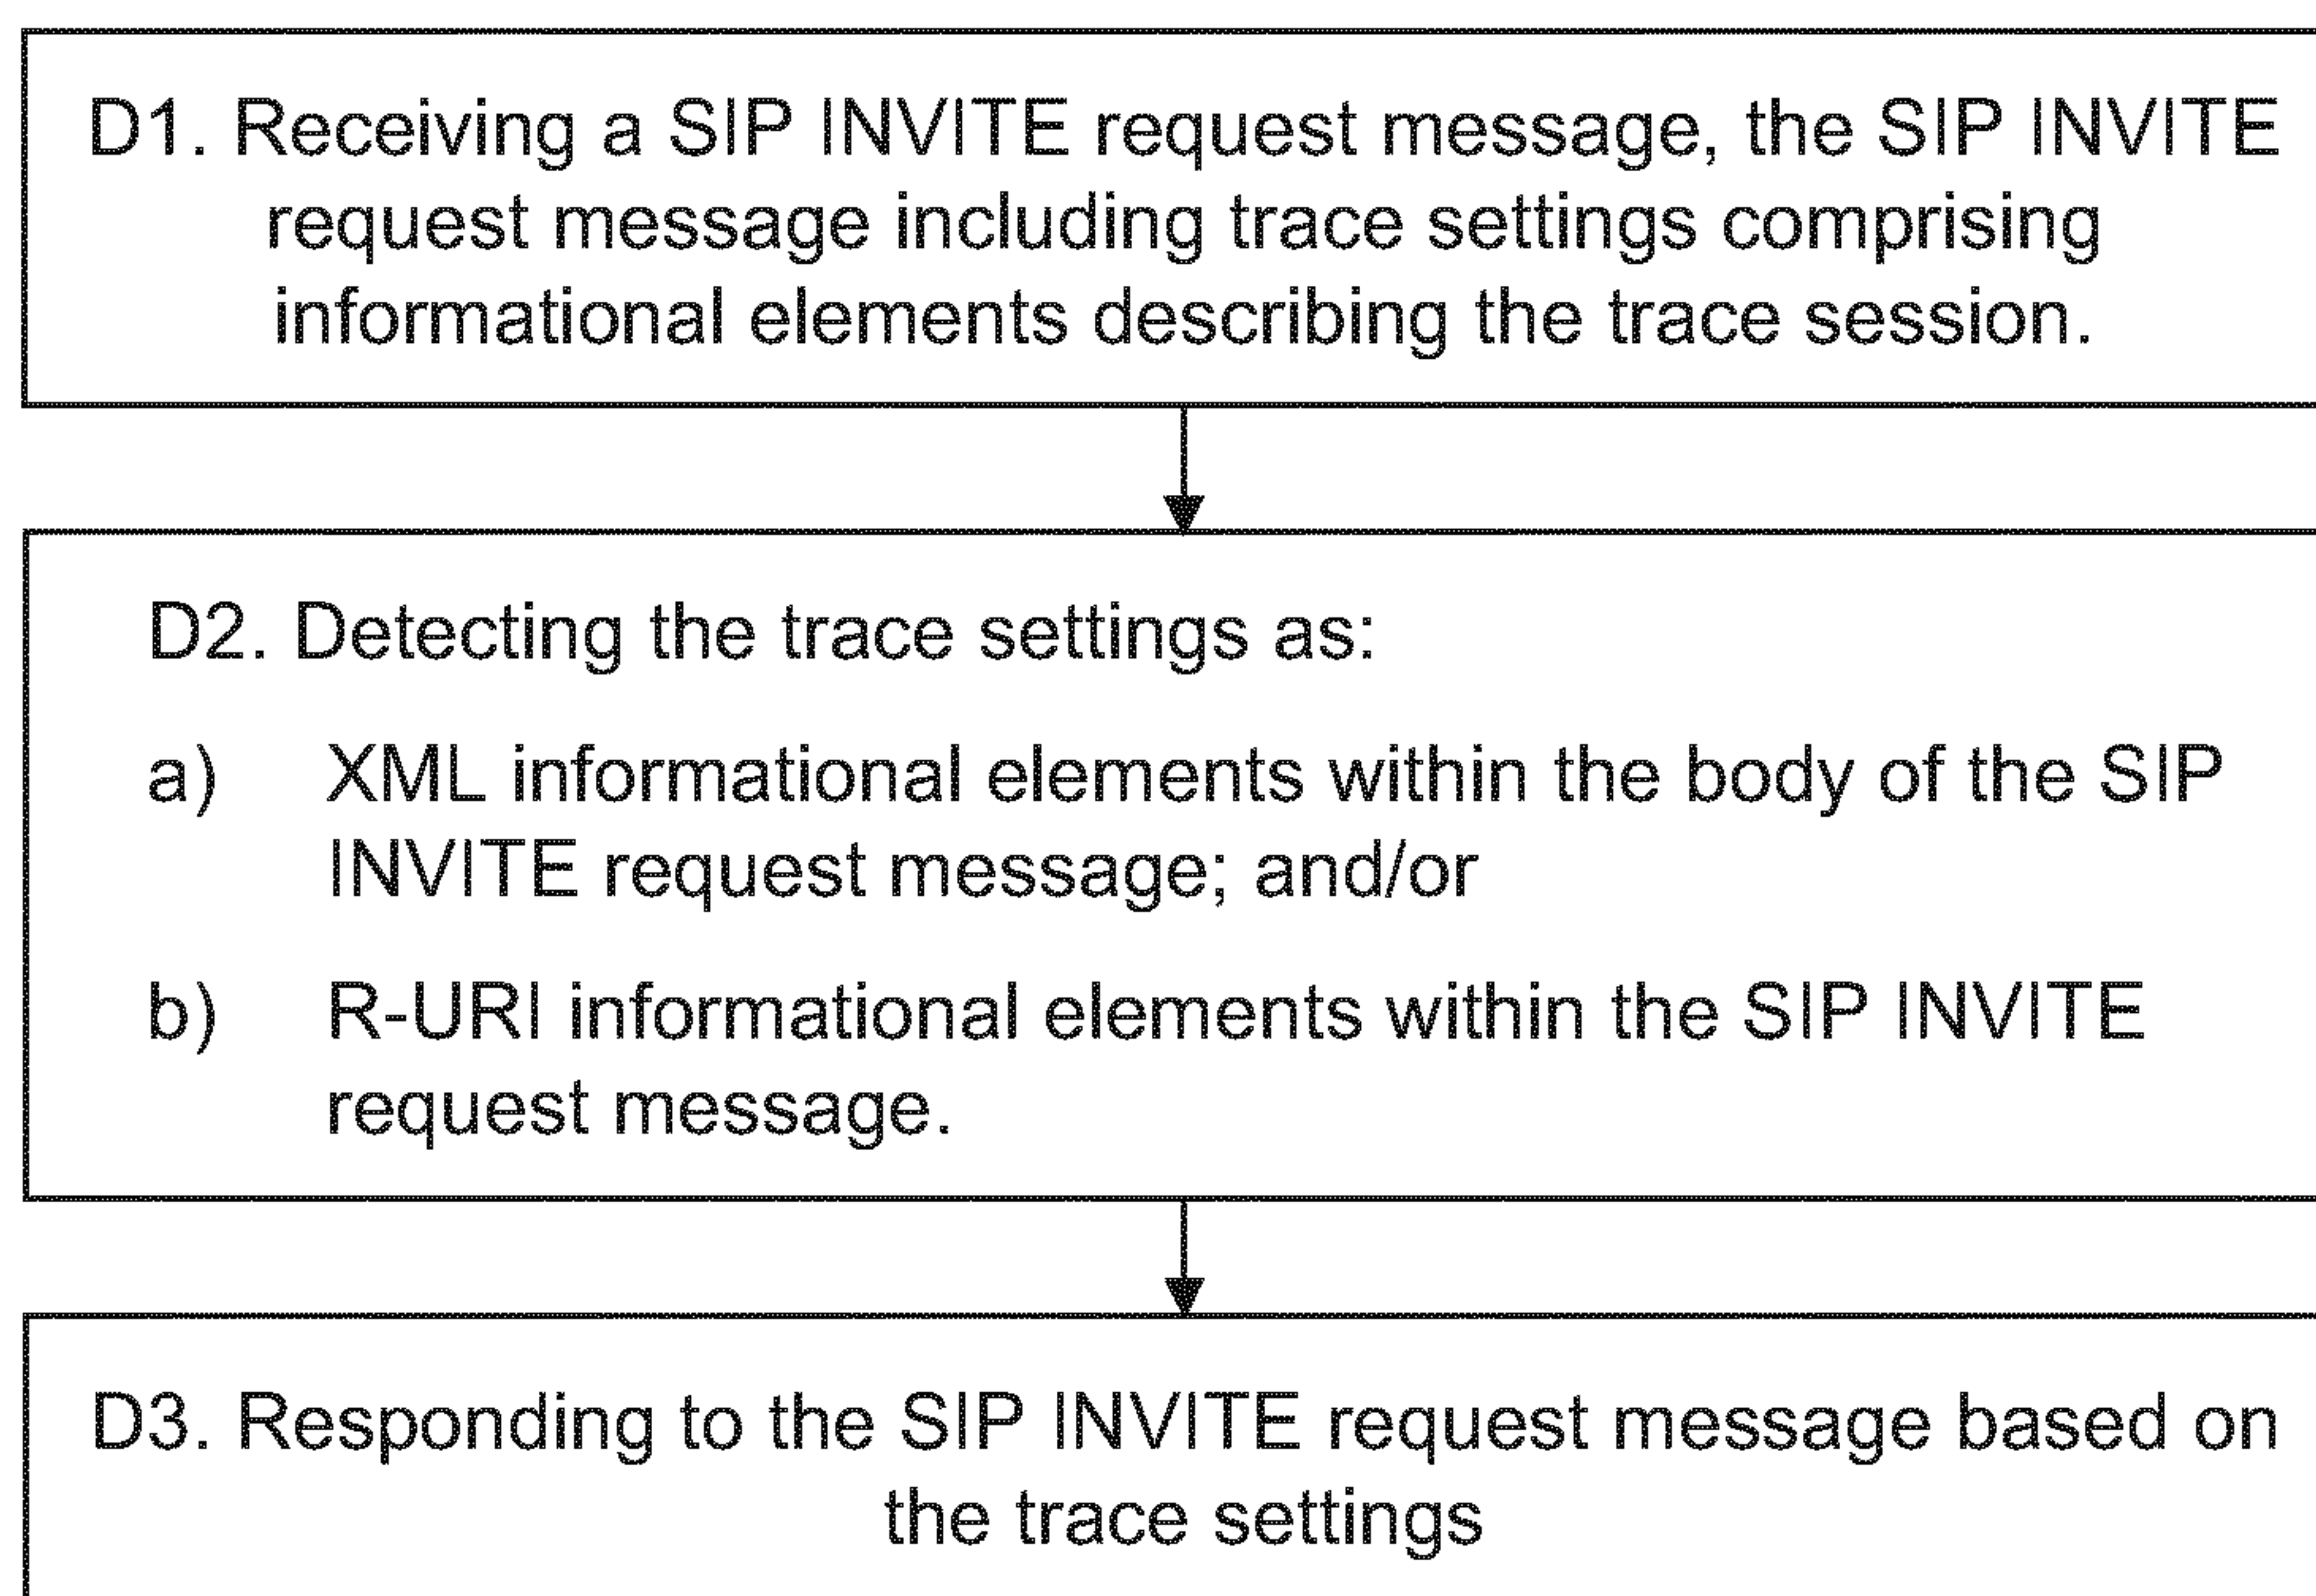 D1. Receiving a SIP INVITE request message, the SIP INVITE
request message including trace settings comprising
informational elements describing the trace session.
D2. Detecting the trace settings as:
a) XML informational elements within the body of the SIP
INVITE request message; and/or
b) R-URI informational elements within the SIP INVITE
request message.
D3. Responding to the SIP INVITE request message based on
the trace settings